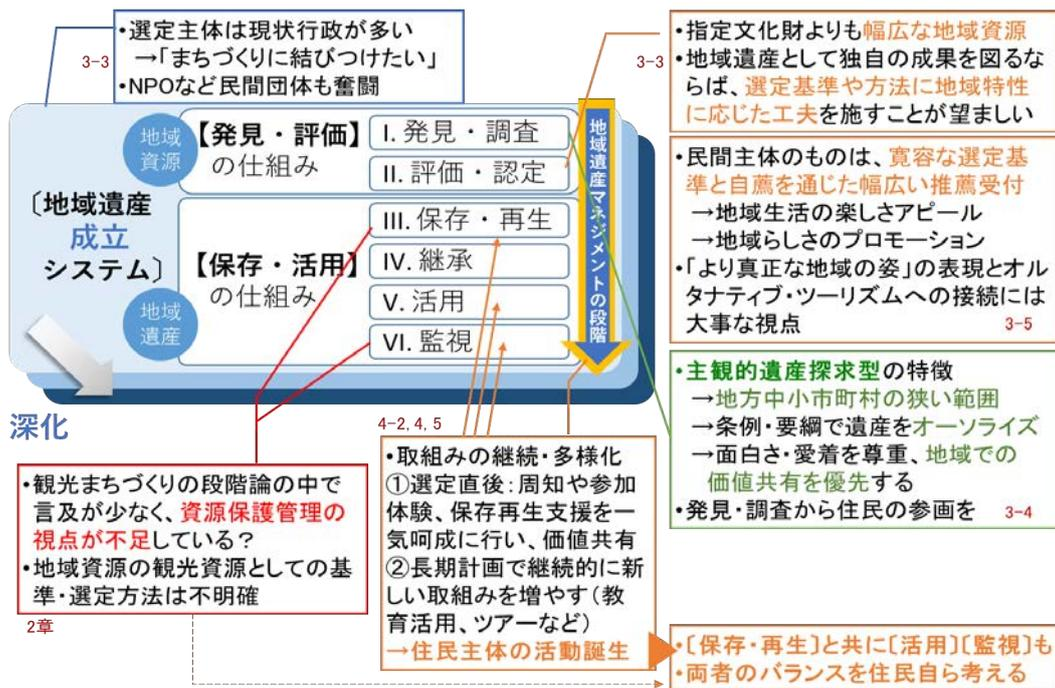 ・選定主体は現状行政が多い
→「まちづくりに結びつけたい」
・NPOなど民間団体も奮闘
3-3
〔地域遺産
成立
システム〕
地域
資源
地域
遺産
【発見・評価】
の仕組み
I. 発見・調査
II. 評価・認定
【保存・活用】
の仕組み
III. 保存・再生
IV. 継承
V. 活用
VI. 監視
地域遺産マネジメントの段階
深化
3-3
・指定文化財よりも幅広な地域資源
・地域遺産として独自の成果を図るな
らば、選定基準や方法に地域特性
に応じた工夫を施すことが望ましい
・民間主体のものは、寛容な選定基
準と自薦を通じた幅広い推薦受付
→地域生活の楽しさアピール
→地域らしさのプロモーション
・「より真正な地域の姿」の表現とオル
タナティブ・ツーリズムへの接続には
大事な視点
3-5
・主観的遺産探求型の特徴
→地方中小市町村の狭い範囲
→条例・要綱で遺産をオーソライズ
→面白さ・愛着を尊重、地域での
価値共有を優先する
・発見・調査から住民の参画を
3-4
・観光まちづくりの段階論の中で
言及が少なく、資源保護管理の
視点が不足している？
・地域資源の観光資源としての基
準・選定方法は不明確
2章
4-2, 4, 5
・取組みの継続・多様化
①選定直後：周知や参加
体験、保存再生支援を一
気呵成に行い、価値共有
②長期計画で継続的に新
しい取組みを増やす（教
育活用、ツアーなど）
→住民主体の活動誕生
・〔保存・再生〕と共に〔活用〕〔監視〕も
・両者のバランスを住民自ら考える